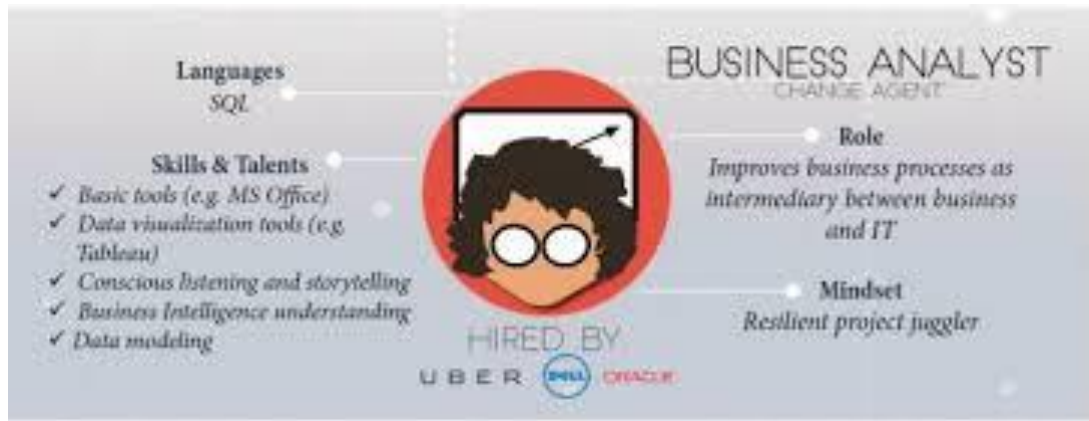 BUSINESS ANALYST
CHANGE AGENT
Languages
SQL
Skills & Talents
✓ Basic tools (e.g. MS Office)
✓ Data visualization tools (e.g.
Tableau)
✓ Conscious listening and storytelling
✓ Business Intelligence understanding
✓ Data modeling
Role
Improves business processes as
intermediary between business
and IT
Mindset
Resilient project juggler
HIRED BY
UBER DELL ORACLE